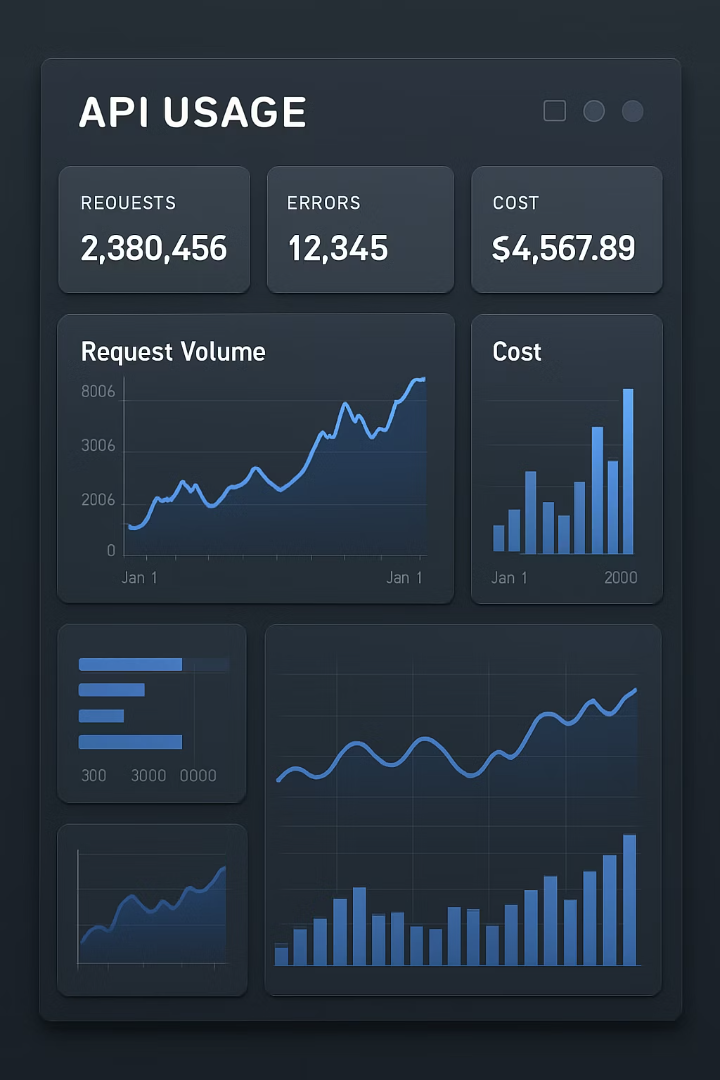 API USAGE
REOUESTS
2,380,456
ERRORS
12,345
COST
$4,567.89
Request Volume
8006
3006
2006
0
Jan 1 Jan 1
Cost
Jan 1 2000
300 3000 0000